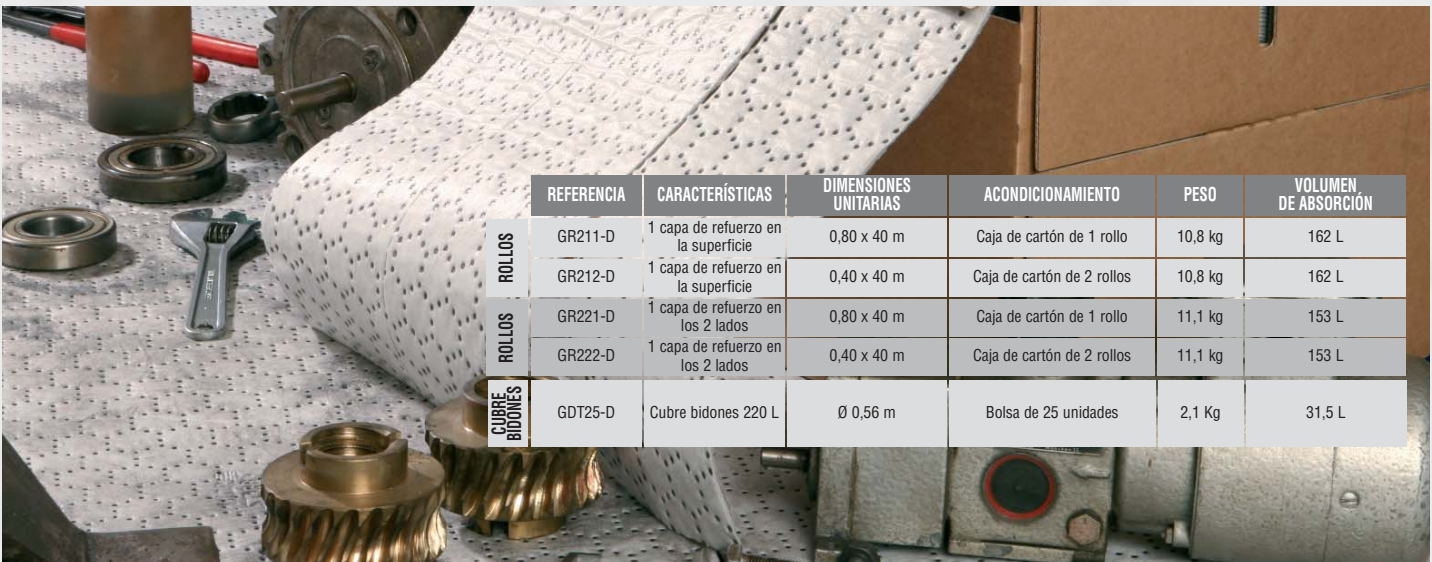 REFERENCIA CARACTERÍSTICAS DIMENSIONES UNITARIAS ACONDICIONAMIENTO PESO VOLUMEN DE ABSORCIÓN
ROLLOS
GR211-D 1 capa de refuerzo en la superficie 0,80 x 40 m Caja de cartón de 1 rollo 10,8 kg 162 L
GR212-D 1 capa de refuerzo en la superficie 0,40 x 40 m Caja de cartón de 2 rollos 10,8 kg 162 L
ROLLOS
GR221-D 1 capa de refuerzo en los 2 lados 0,80 x 40 m Caja de cartón de 1 rollo 11,1 kg 153 L
GR222-D 1 capa de refuerzo en los 2 lados 0,40 x 40 m Caja de cartón de 2 rollos 11,1 kg 153 L
CUBRE BIDONES
GDT25-D Cubre bidones 220 L Ø 0,56 m Bolsa de 25 unidades 2,1 Kg 31,5 L